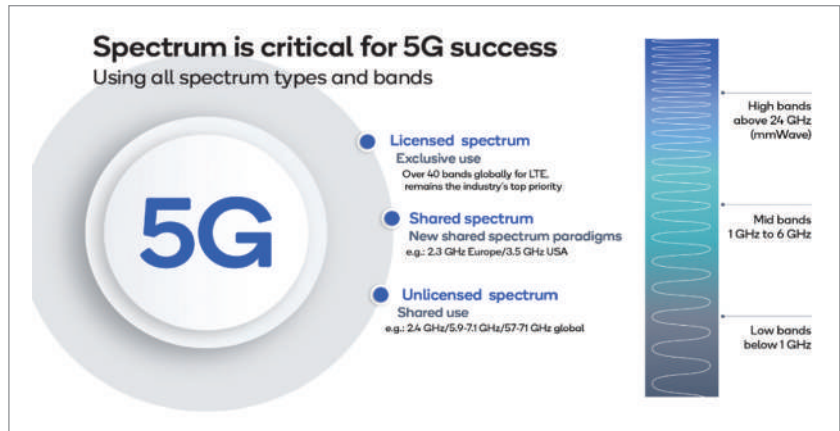 Spectrum is critical for 5G success
Using all spectrum types and bands
5G
Licensed spectrum
Exclusive use
Over 40 bands globally for LTE,
remains the industry's top priority
Shared spectrum
New shared spectrum paradigms
e.g.: 2.3 GHz Europe/3.5 GHz USA
Unlicensed spectrum
Shared use
e.g.: 2.4 GHz/5.9-7.1 GHz/57-71 GHz global
High bands
above 24 GHz
(mmWave)
Mid bands
1 GHz to 6 GHz
Low bands
below 1 GHz